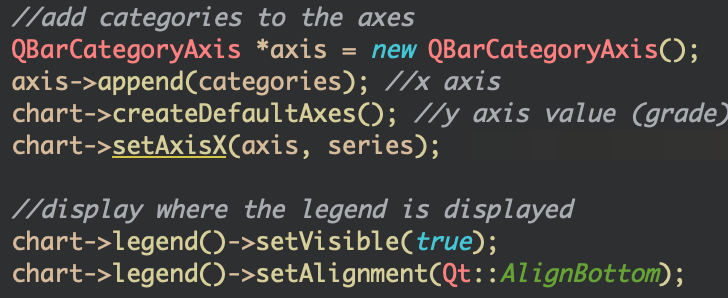 //add categories to the axes
QBarCategoryAxis *axis = new QBarCategoryAxis();
axis->append(categories); //x axis
chart->createDefaultAxes(); //y axis value (grade)
chart->setAxisX(axis, series);
//display where the legend is displayed
chart->legend()->setVisible(true);
chart->legend()->setAlignment(Qt::AlignBottom);